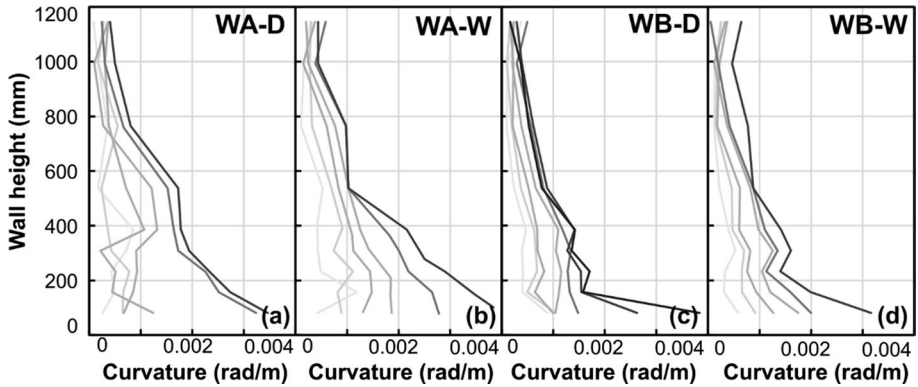 1200
1000
800
600
400
200
0
Wall height (mm)
WA-D
(a)
0 0.002 0.004
Curvature (rad/m)
WA-W
(b)
0 0.002 0.004
Curvature (rad/m)
WB-D
(c)
0 0.002 0.004
Curvature (rad/m)
WB-W
(d)
0 0.002 0.004
Curvature (rad/m)